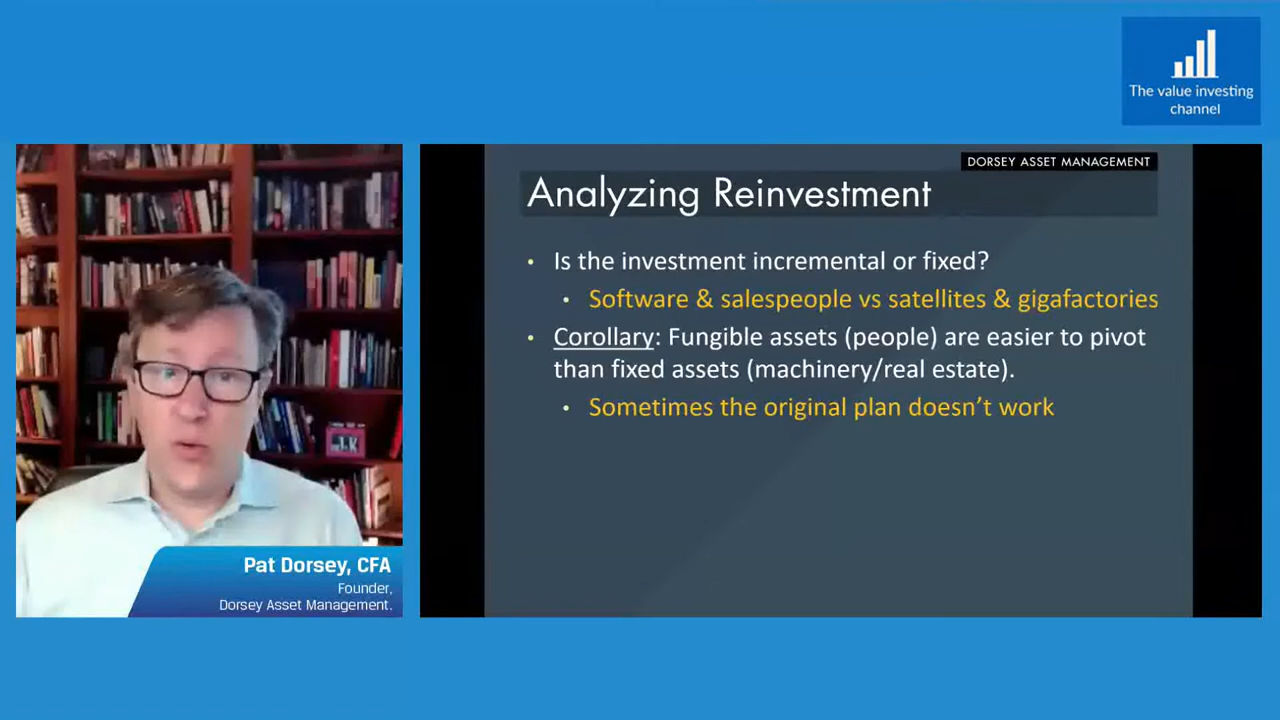 The value investing
channel
DORSEY ASSET MANAGEMENT
Analyzing Reinvestment
• Is the investment incremental or fixed?
• Software & salespeople vs satellites & gigafactories
• Corollary: Fungible assets (people) are easier to pivot
than fixed assets (machinery/real estate).
• Sometimes the original plan doesn’t work
J.K
Pat Dorsey, CFA
Founder,
Dorsey Asset Management.